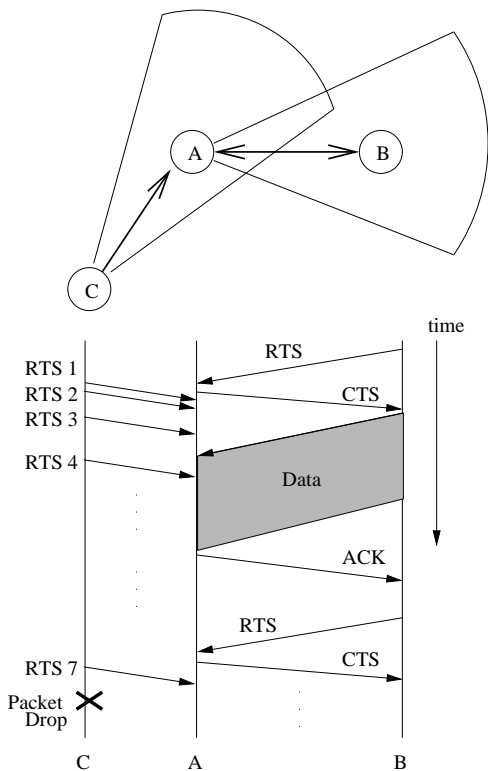 A
B
C
time
RTS
RTS 1
RTS 2
CTS
RTS 3
RTS 4
Data
ACK
RTS
RTS 7
CTS
Packet
Drop
C
A
B